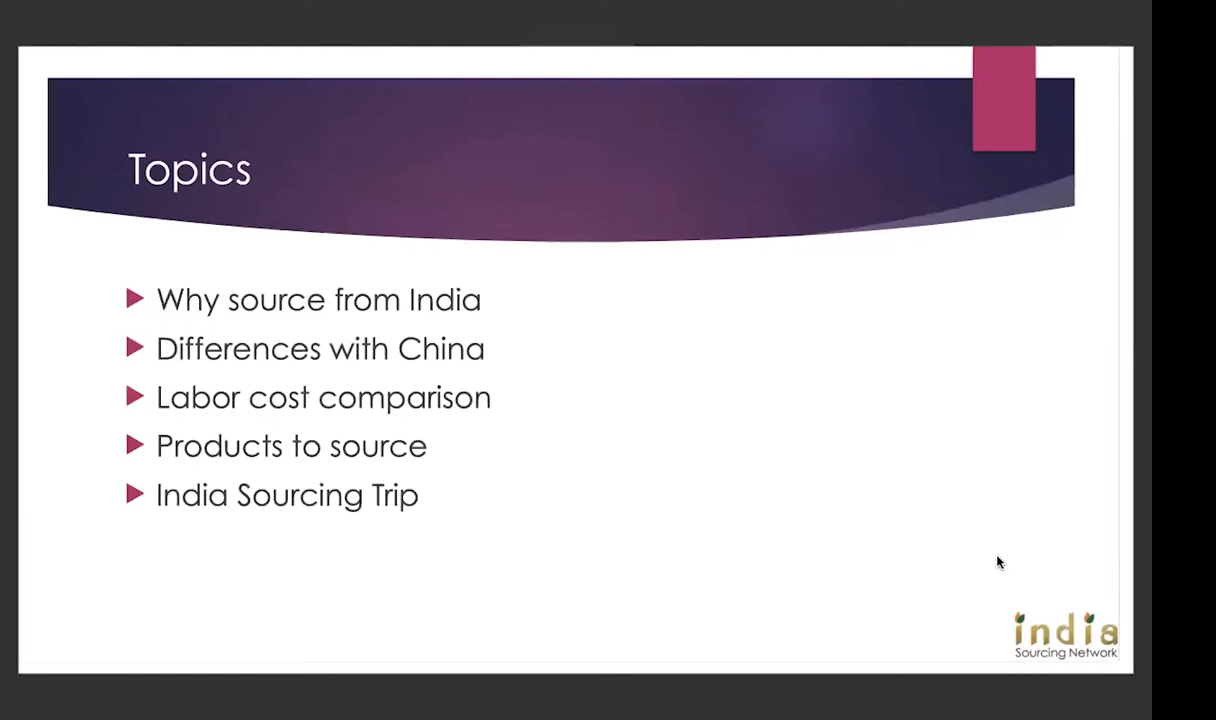 Topics
Why source from India
Differences with China
Labor cost comparison
Products to source
India Sourcing Trip
india
Sourcing Network